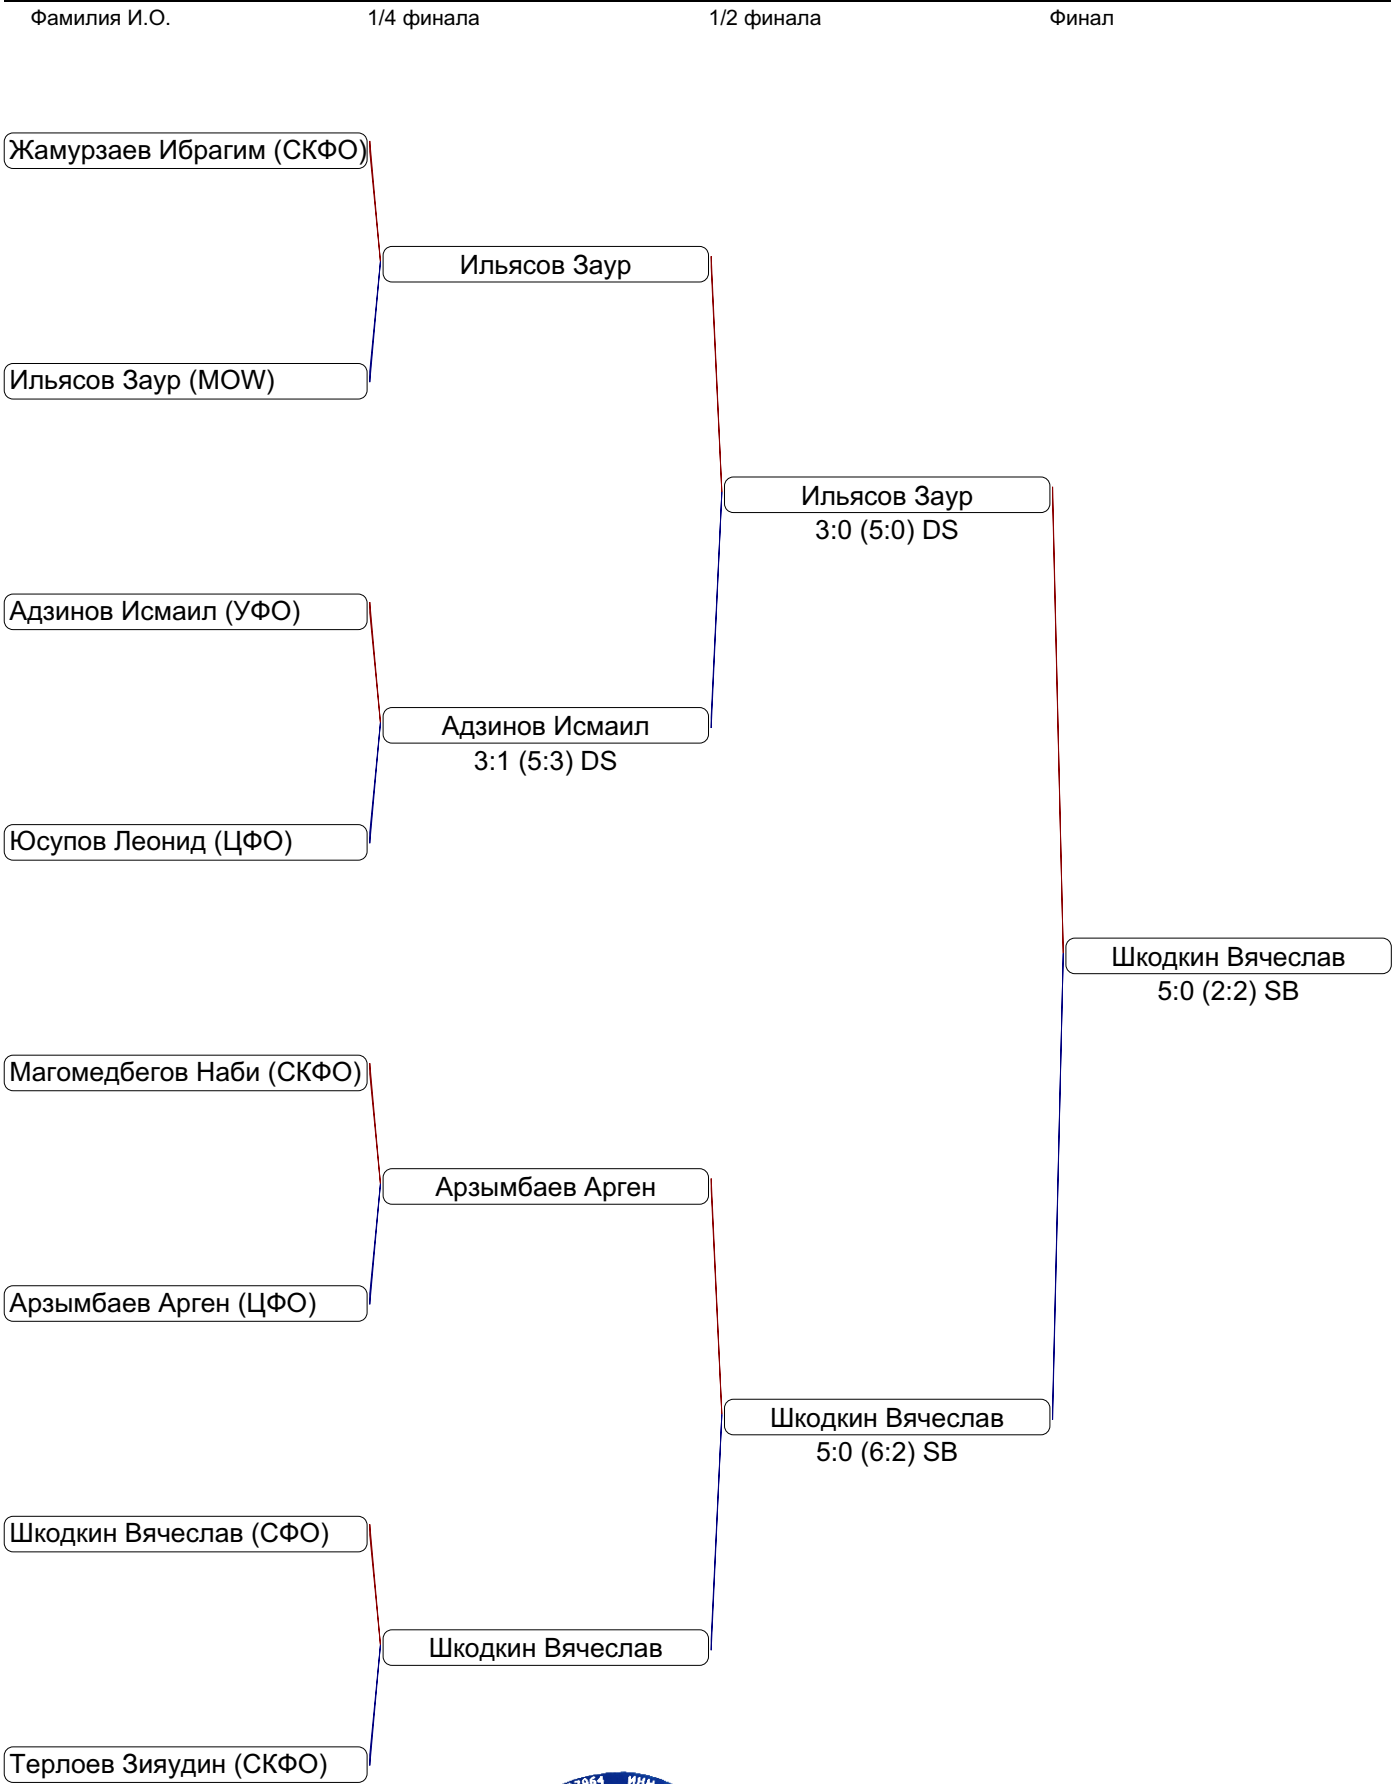 Фамилия И.О. 1/4 финала 1/2 финала Финал
Жамурзаев Ибрагим (СКФО)
Ильясов Заур
Ильясов Заур (MOW)
Ильясов Заур
3:0 (5:0) DS
Адзинов Исмаил (УФО)
Адзинов Исмаил
3:1 (5:3) DS
Юсупов Леонид (ЦФО)
Шкодкин Вячеслав
5:0 (2:2) SB
Магомедбегов Наби (СКФО)
Арзымбаев Арген
Арзымбаев Арген (ЦФО)
Шкодкин Вячеслав
5:0 (6:2) SB
Шкодкин Вячеслав (СФО)
Шкодкин Вячеслав
Терлоев Зияудин (СКФО)